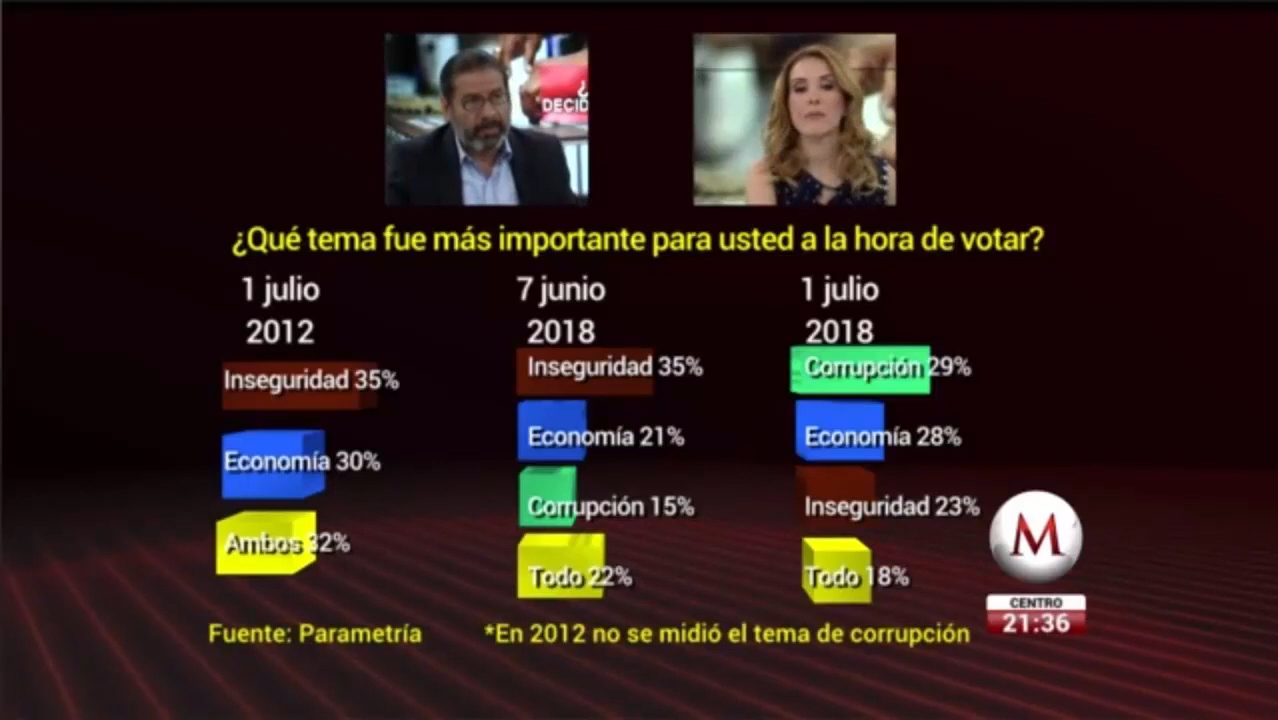 ¿
DECID
¿Qué tema fue más importante para usted a la hora de votar?
1 julio
2012
Inseguridad 35%
Economía 30%
Ambos 32%
7 junio
2018
Inseguridad 35%
Economía 21%
Corrupción 15%
Todo 22%
1 julio
2018
Corrupción 29%
Economía 28%
Inseguridad 23%
Todo 18%
M
CENTRO
21:36
Fuente: Parametría
*En 2012 no se midió el tema de corrupción